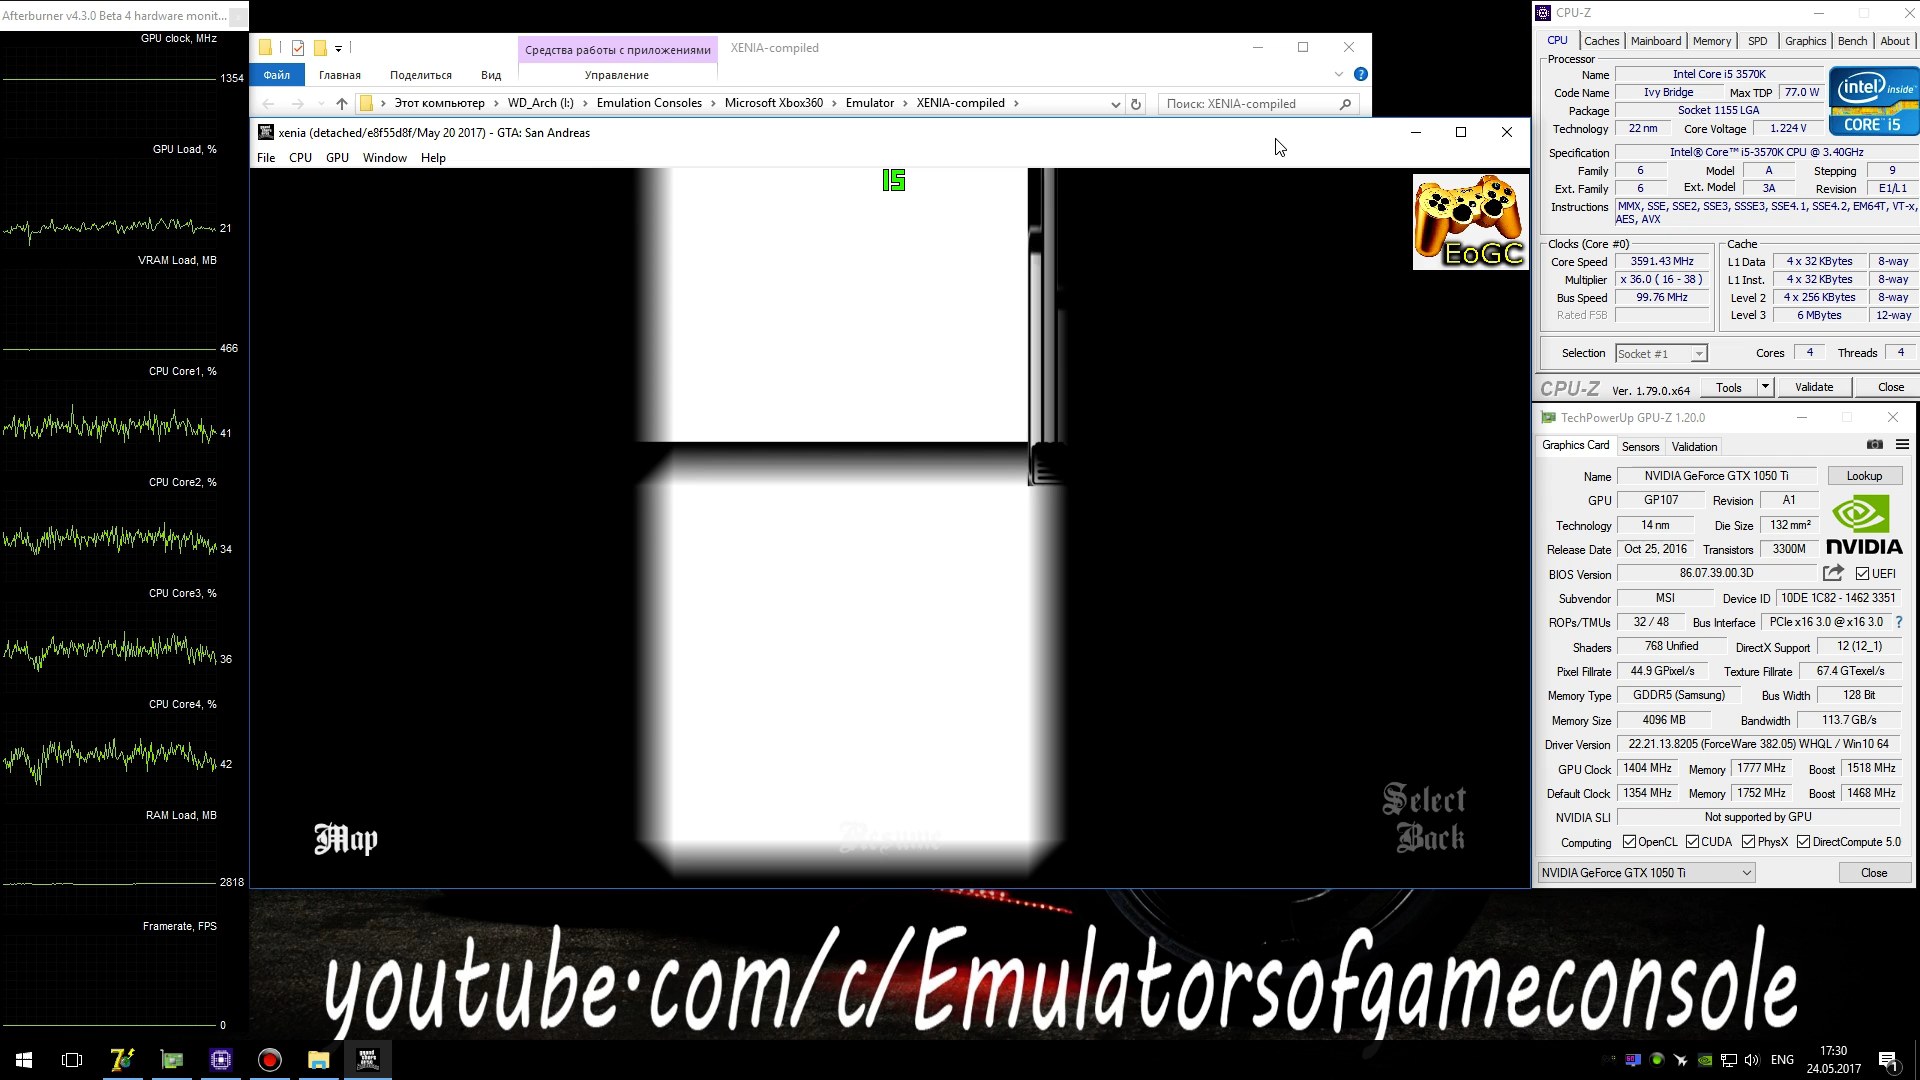 Afterburner v4.3.0 Beta 4 hardware monit...
GPU clock, MHz
1354
GPU Load, %
21
VRAM Load, MB
466
CPU Core1, %
41
CPU Core2, %
34
CPU Core3, %
36
CPU Core4, %
42
RAM Load, MB
2818
Framerate, FPS
0
Средства работы с приложениями
XENIA-compiled
Файл Главная Поделиться Вид Управление
Этот компьютер WD_Arch (I:) Emulation Consoles Microsoft Xbox360 Emulator XENIA-compiled
Поиск: XENIA-compiled
xenia (detached/e8f55d8f/May 20 2017) - GTA: San Andreas
File CPU GPU Window Help
15
EoGC
Map
Resume
Select
Back
youtube.com/c/Emulatorsofgameconsole
CPU-Z
CPU Caches Mainboard Memory SPD Graphics Bench About
Processor
Name Intel Core i5 3570K
Code Name Ivy Bridge Max TDP 77.0 W
Package Socket 1155 LGA
Technology 22 nm Core Voltage 1.224 V
intel inside
CORE i5
Specification Intel® Core™ i5-3570K CPU @ 3.40GHz
Family 6 Model A Stepping 9
Ext. Family 6 Ext. Model 3A Revision E1/L1
Instructions MMX, SSE, SSE2, SSE3, SSSE3, SSE4.1, SSE4.2, EM64T, VT-x,
AES, AVX
Clocks (Core #0) Cache
Core Speed 3591.43 MHz L1 Data 4 x 32 KBytes 8-way
Multiplier x 36.0 ( 16 - 38 ) L1 Inst. 4 x 32 KBytes 8-way
Bus Speed 99.76 MHz Level 2 4 x 256 KBytes 8-way
Rated FSB Level 3 6 MBytes 12-way
Selection Socket #1 Cores 4 Threads 4
CPU-Z Ver. 1.79.0.x64 Tools Validate Close
TechPowerUp GPU-Z 1.20.0
Graphics Card Sensors Validation
Name NVIDIA GeForce GTX 1050 Ti Lookup
GPU GP107 Revision A1
Technology 14 nm Die Size 132 mm²
Release Date Oct 25, 2016 Transistors 3300M
NVIDIA
BIOS Version 86.07.39.00.3D UEFI
Subvendor MSI Device ID 10DE 1C82 - 1462 3351
ROPs/TMUs 32 / 48 Bus Interface PCIe x16 3.0 @ x16 3.0 ?
Shaders 768 Unified DirectX Support 12 (12_1)
Pixel Fillrate 44.9 GPixel/s Texture Fillrate 67.4 GTexel/s
Memory Type GDDR5 (Samsung) Bus Width 128 Bit
Memory Size 4096 MB Bandwidth 113.7 GB/s
Driver Version 22.21.13.8205 (ForceWare 382.05) WHQL / Win10 64
GPU Clock 1404 MHz Memory 1777 MHz Boost 1518 MHz
Default Clock 1354 MHz Memory 1752 MHz Boost 1468 MHz
NVIDIA SLI Not supported by GPU
Computing OpenCL CUDA PhysX DirectCompute 5.0
NVIDIA GeForce GTX 1050 Ti Close
ENG
17:30
24.05.2017
1